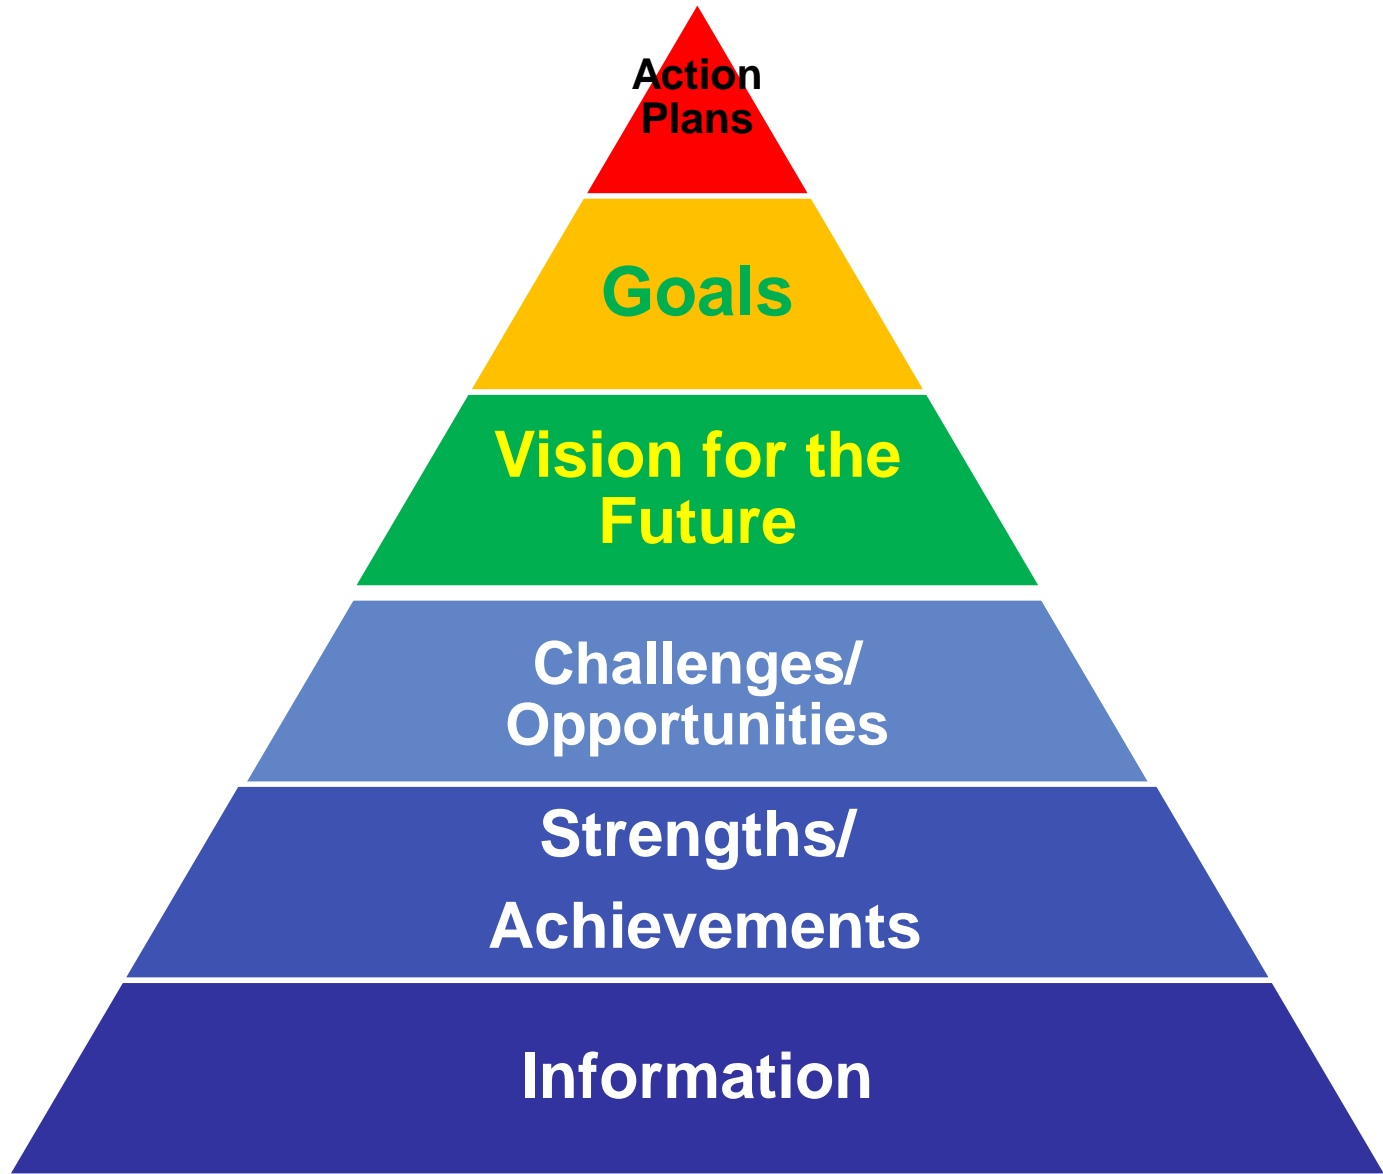 Action
Plans
Goals
Vision for the
Future
Challenges/
Opportunities
Strengths/
Achievements
Information